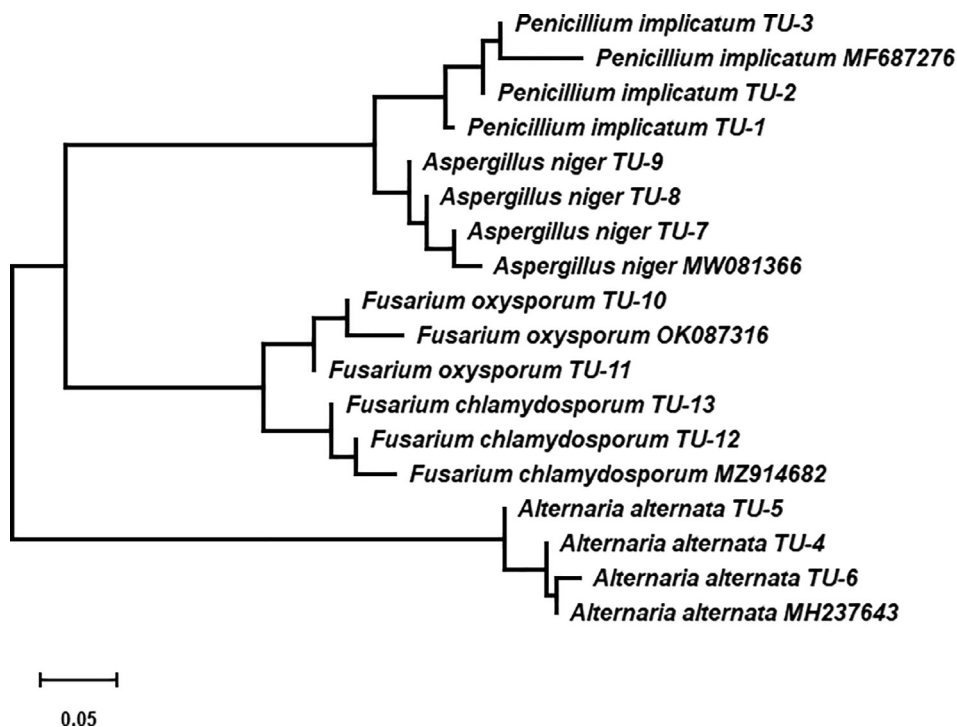 Penicillium implicatum TU-3
Penicillium implicatum MF687276
Penicillium implicatum TU-2
Penicillium implicatum TU-1
Aspergillus niger TU-9
Aspergillus niger TU-8
Aspergillus niger TU-7
Aspergillus niger MW081366
Fusarium oxysporum TU-10
Fusarium oxysporum OK087316
Fusarium oxysporum TU-11
Fusarium chlamydosporum TU-13
Fusarium chlamydosporum TU-12
Fusarium chlamydosporum MZ914682
Alternaria alternata TU-5
Alternaria alternata TU-4
Alternaria alternata TU-6
Alternaria alternata MH237643
0.05